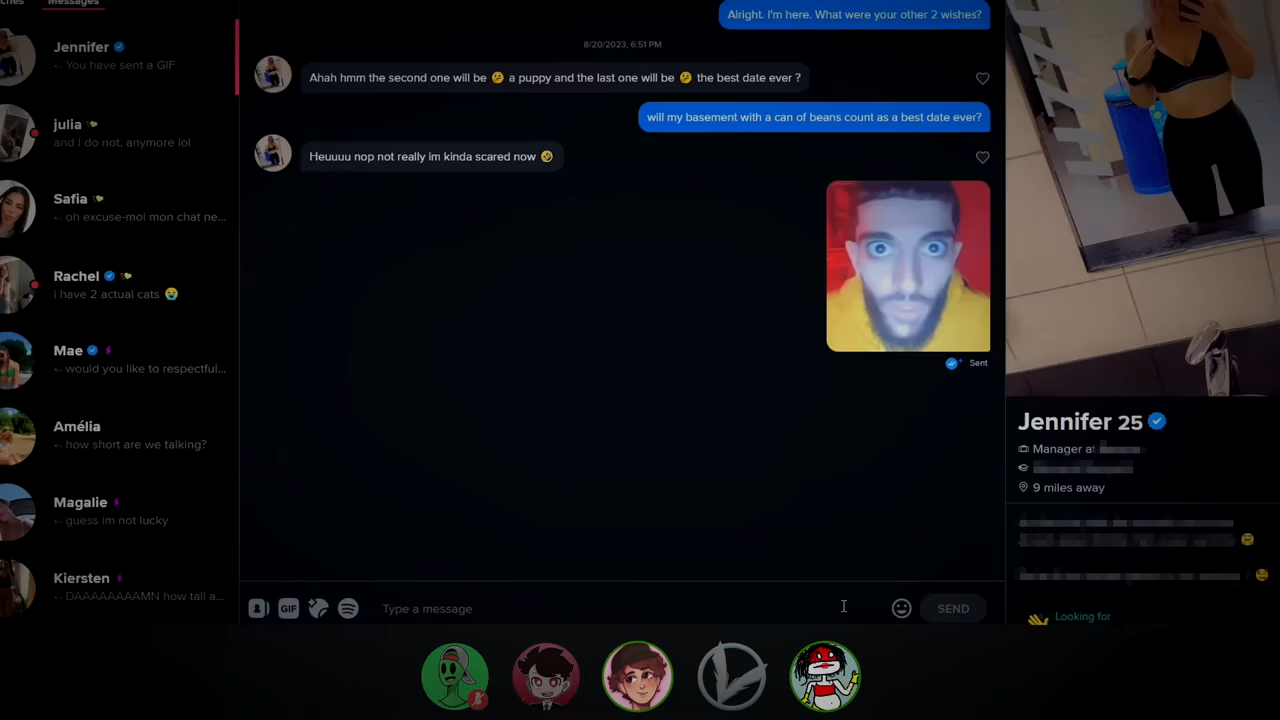 Messages
Jennifer
You have sent a GIF
julia
and I do not, anymore lol
Safia
oh excuse-moi mon chat ne...
Rachel
I have 2 actual cats 😭
Mae
would you like to respectful...
Amélia
how short are we talking?
Magalie
guess im not lucky
Kiersten
DAAAAAAAMN how tall a...
Alright. I'm here. What were your other 2 wishes?
8/20/2023, 6:51 PM
Ahah hmm the second one will be 🤔 a puppy and the last one will be 🤔 the best date ever ?
will my basement with a can of beans count as a best date ever?
Heuuuu nop not really im kinda scared now 🤣
Sent
GIF
Type a message
SEND
Jennifer 25
Manager at
9 miles away
Looking for